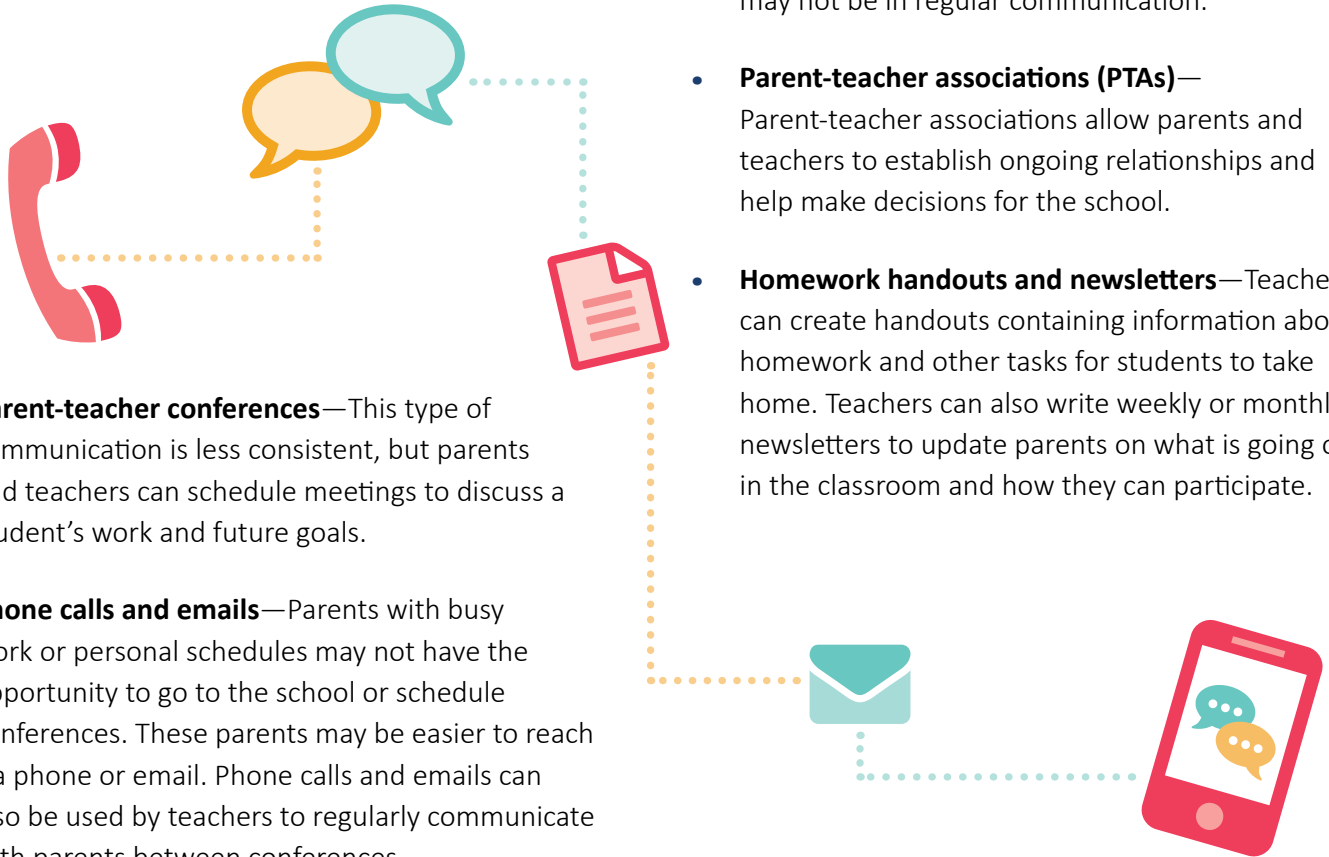 arent-teacher conferences—This type of
ommunication is less consistent, but parents
nd teachers can schedule meetings to discuss a
tudent’s work and future goals.
hone calls and emails—Parents with busy
ork or personal schedules may not have the
pportunity to go to the school or schedule
onferences. These parents may be easier to reach
a phone or email. Phone calls and emails can
so be used by teachers to regularly communicate
ith parents between conferences.
may not be in regular communication.
• Parent-teacher associations (PTAs)—
Parent-teacher associations allow parents and
teachers to establish ongoing relationships and
help make decisions for the school.
• Homework handouts and newsletters—Teache
can create handouts containing information abo
homework and other tasks for students to take
home. Teachers can also write weekly or monthl
newsletters to update parents on what is going o
in the classroom and how they can participate.